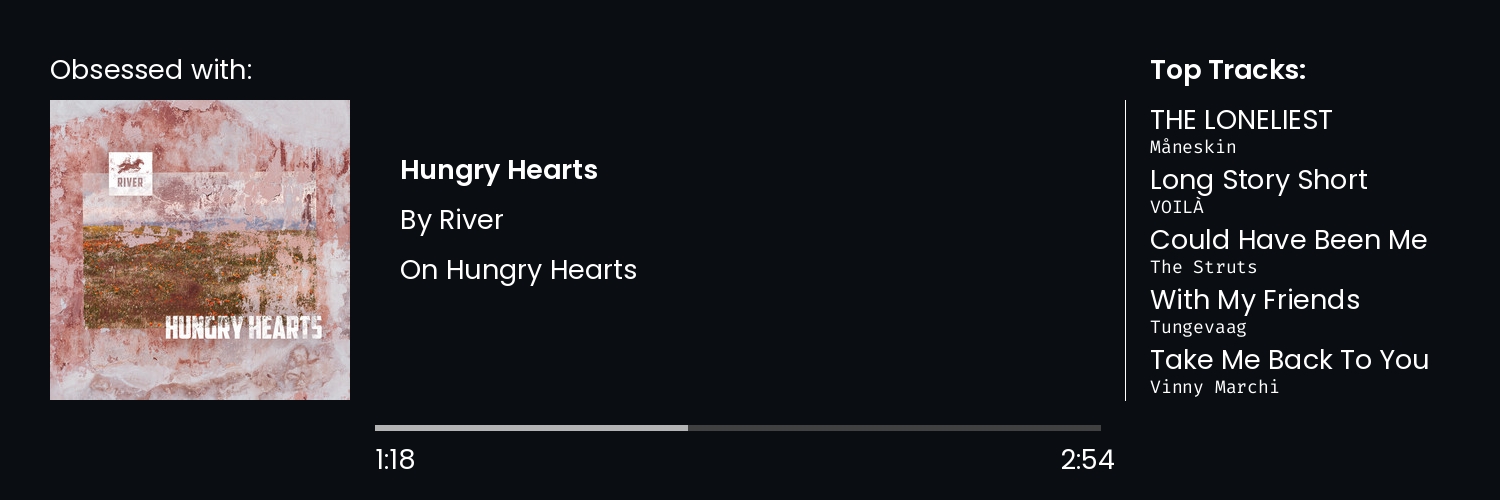 Obsessed with:
RIVER
HUNGRY HEARTS
Hungry Hearts
By River
On Hungry Hearts
1:18
2:54
Top Tracks:
THE LONELIEST
Måneskin
Long Story Short
VOILÀ
Could Have Been Me
The Struts
With My Friends
Tungevaag
Take Me Back To You
Vinny Marchi